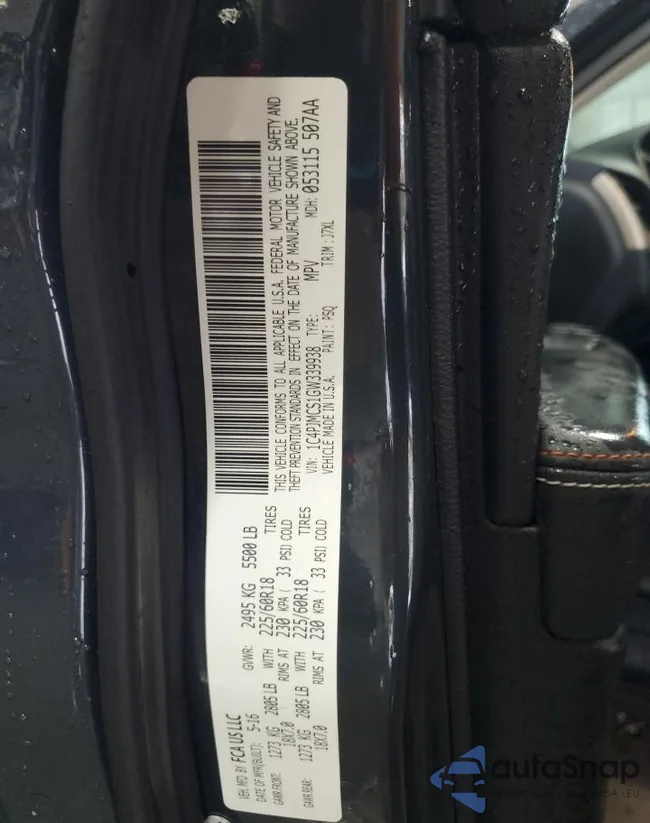 VEH. MFD BY FCA US LLC
DATE OF MFR(BUILT): 5-16 GVWR: 2495 KG 5500 LB
GAWR FRONT: 1273 KG 2805 LB WITH 225/60R18 TIRES
18X7.0 RIMS AT 230 KPA ( 33 PSI) COLD
GAWR REAR: 1273 KG 2805 LB WITH 225/60R18 TIRES
18X7.0 RIMS AT 230 KPA ( 33 PSI) COLD
THIS VEHICLE CONFORMS TO ALL APPLICABLE U.S.A. FEDERAL MOTOR VEHICLE SAFETY AND
THEFT PREVENTION STANDARDS IN EFFECT ON THE DATE OF MANUFACTURE SHOWN ABOVE.
VIN: 1C4PJMCS1GW339938 TYPE: MPV MDH: 053115 507AA
VEHICLE MADE IN U.S.A. PAINT: PSQ TRIM: J7XL
autoSnap